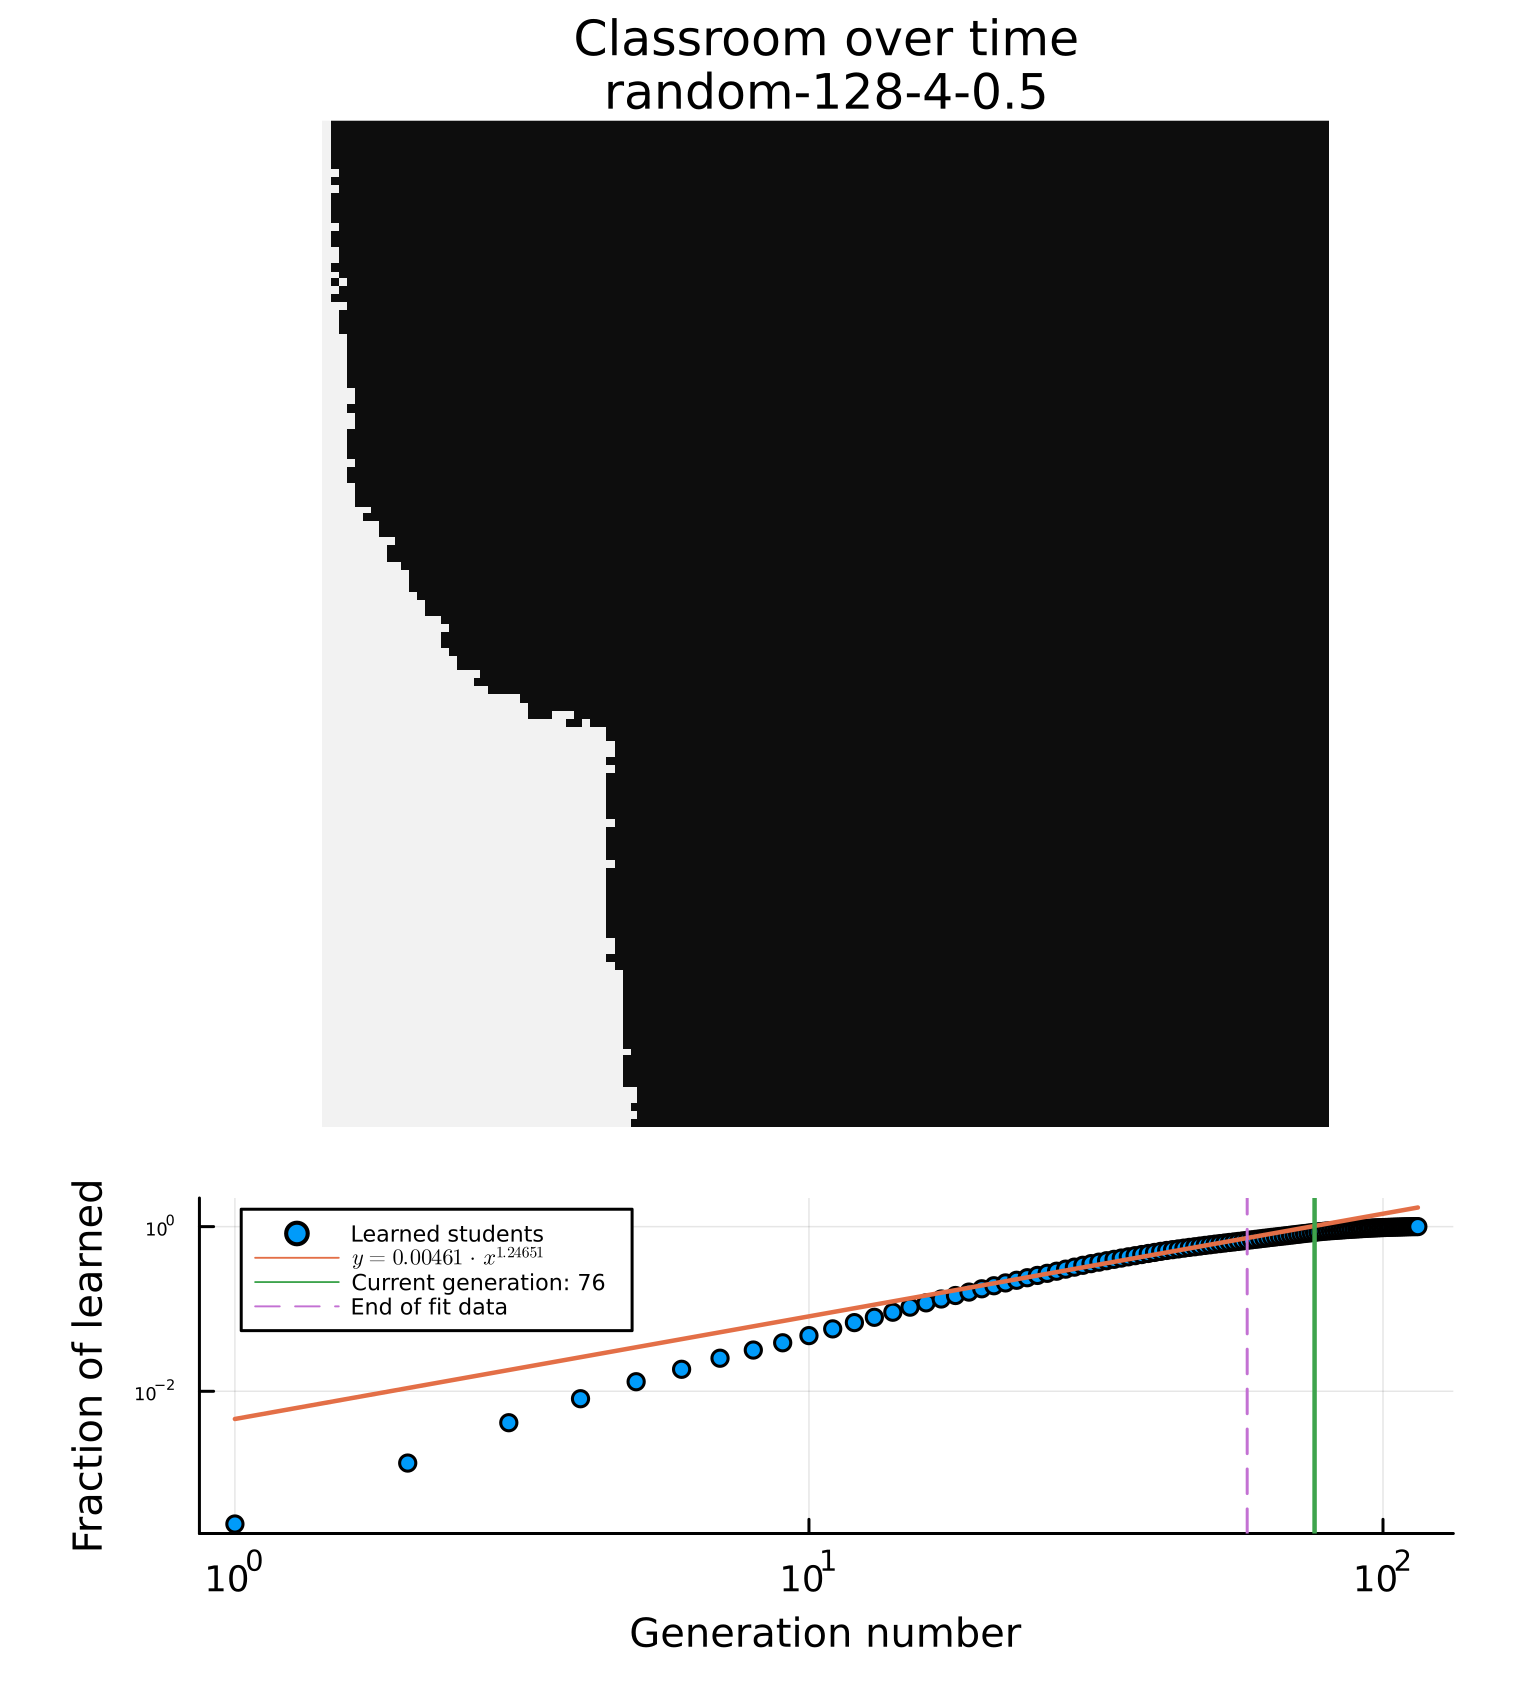 Classroom over time
random-128-4-0.5
Fraction of learned
10^0
10^-2
Learned students
y = 0.00461 · x^1.24651
Current generation: 76
End of fit data
10^0
10^1
10^2
Generation number